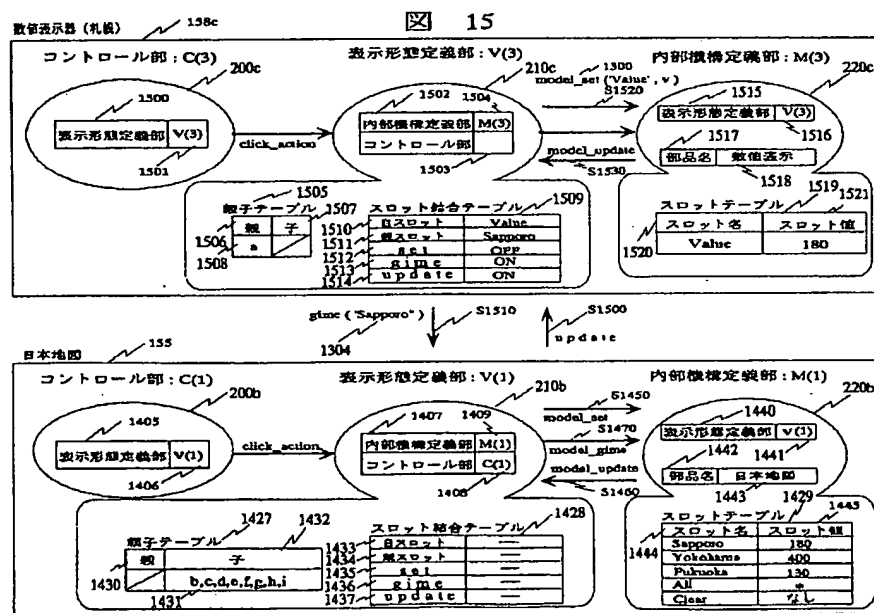 図 15
数値表示器 (札幌) 158c
コントロール部 : C(3)
200c
1500
表示形態定義部 V(3)
1501
click_action
表示形態定義部 : V(3)
210c
1502 1504
内部機構定義部 M(3)
コントロール部
1503
1300
model_set ('Value', v)
S1520
model_update
S1530
内部機構定義部 : M(3)
220c
1515
表示形態定義部 V(3)
1517 1516
部品名 数値表示
1518
1519 1521
スロットテーブル
スロット名 スロット値
1520
Value 180
1505
親子テーブル 1507
1506 親 子
1508 a
スロット結合テーブル 1509
1510 自スロット Value
1511 親スロット Sapporo
1512 set OFF
1513 gime ON
1514 update ON
gime ("Sapporo")
1304
S1510
S1500
update
日本地図 155
コントロール部 : C(1)
200b
1405
表示形態定義部 V(1)
1406
click_action
表示形態定義部 : V(1)
210b
1407 1409
内部機構定義部 M(1)
コントロール部 C(1)
1408
S1450
model_set
S1470
model_gime
model_update
S1460
内部機構定義部 : M(1)
220b
1440
表示形態定義部 V(1)
1442 1441
部品名 日本地図
1443 1429 1445
スロットテーブル
スロット名 スロット値
1444
Sapporo 180
Yokohama 400
Fukuoka 130
All *
Clear なし
1427 1432
親子テーブル
親 子
1430
b,c,d,e,f,g,h,i
1431
スロット結合テーブル 1428
1433 自スロット —
1434 親スロット —
1435 set —
1436 gime —
1437 update —